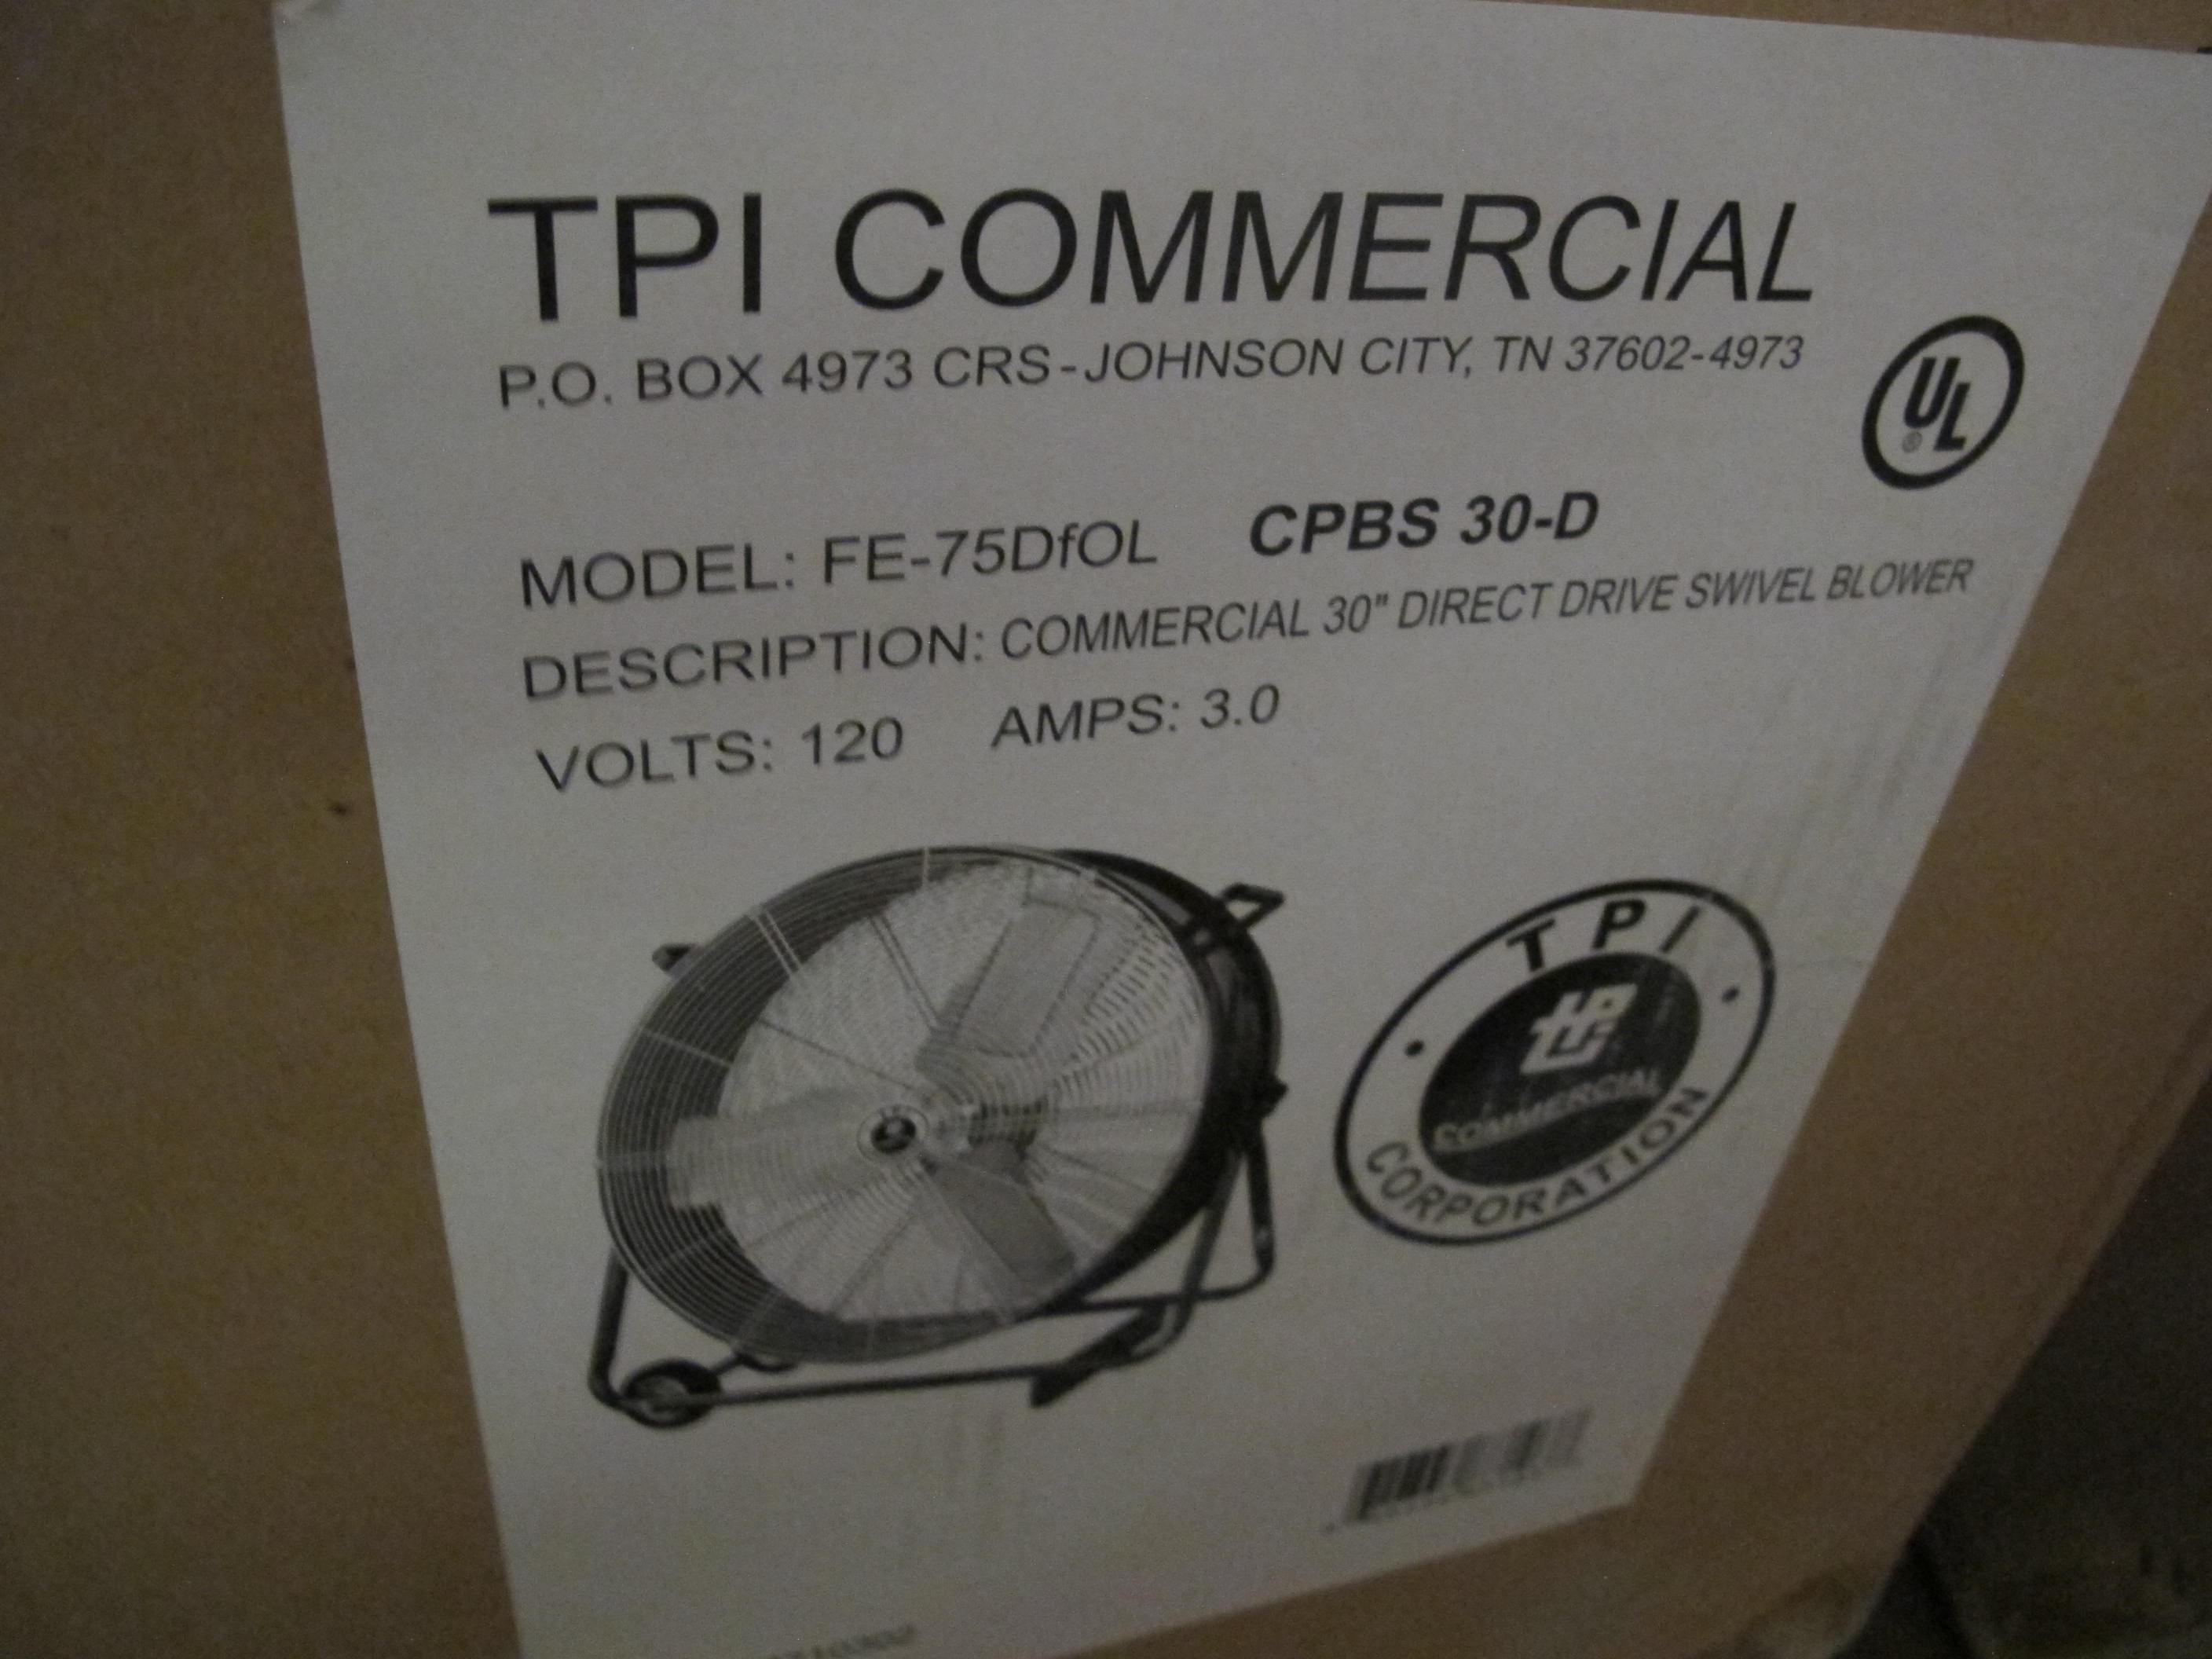 TPI COMMERCIAL
P.O. BOX 4973 CRS-JOHNSON CITY, TN 37602-4973
UL
®
MODEL: FE-75DfOL CPBS 30-D
DESCRIPTION: COMMERCIAL 30" DIRECT DRIVE SWIVEL BLOWER
VOLTS: 120 AMPS: 3.0
TPI
COMMERCIAL
CORPORATION